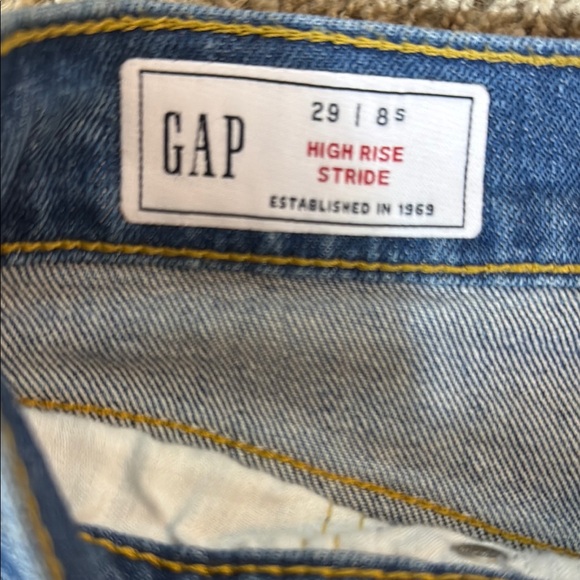 GAP
29 | 8S
HIGH RISE
STRIDE
ESTABLISHED IN 1969